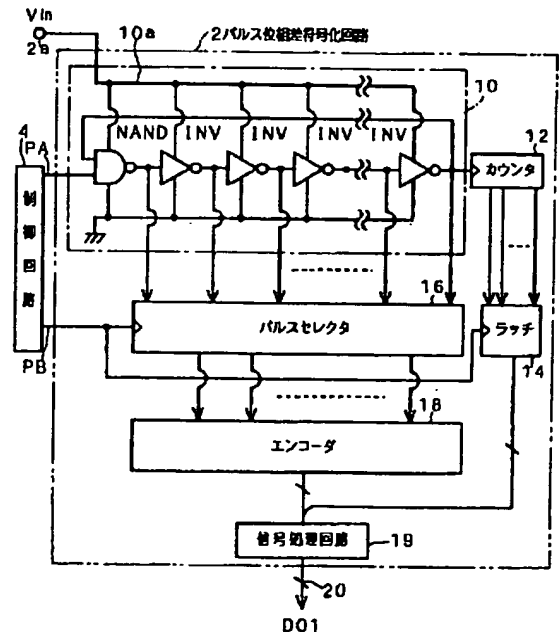 Vin
2a
10a
2パルス位相差符号化回路
10
NAND INV INV INV INV
4
PA
制御回路
12
カウンタ
16
パルスセレクタ
ラッチ
14
PB
18
エンコーダ
信号処理回路
19
20
DO1